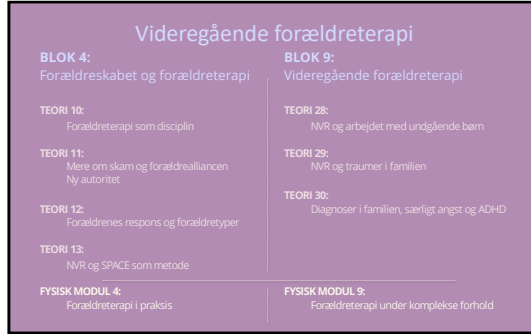 Videregående forældreterapi
BLOK 4:
Forældreskabet og forældreterapi
TEORI 10:
Forældreterapi som disciplin
TEORI 11:
Mere om skam og forældrealliancen
Ny autoritet
TEORI 12:
Forældrenes respons og forældretyper
TEORI 13:
NVR og SPACE som metode
FYSISK MODUL 4:
Forældreterapi i praksis
BLOK 9:
Videregående forældreterapi
TEORI 28:
NVR og arbejdet med undgående børn
TEORI 29:
NVR og traumer i familien
TEORI 30:
Diagnoser i familien, særligt angst og ADHD
FYSISK MODUL 9:
Forældreterapi under komplekse forhold